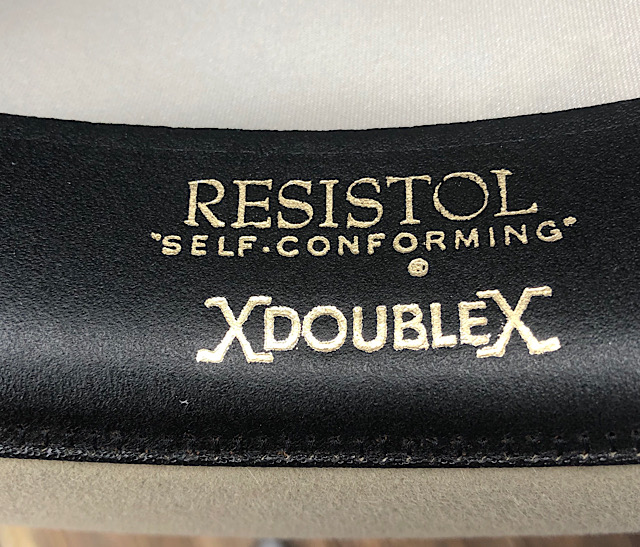 RESISTOL
"SELF-CONFORMING"
®
XDOUBLEX